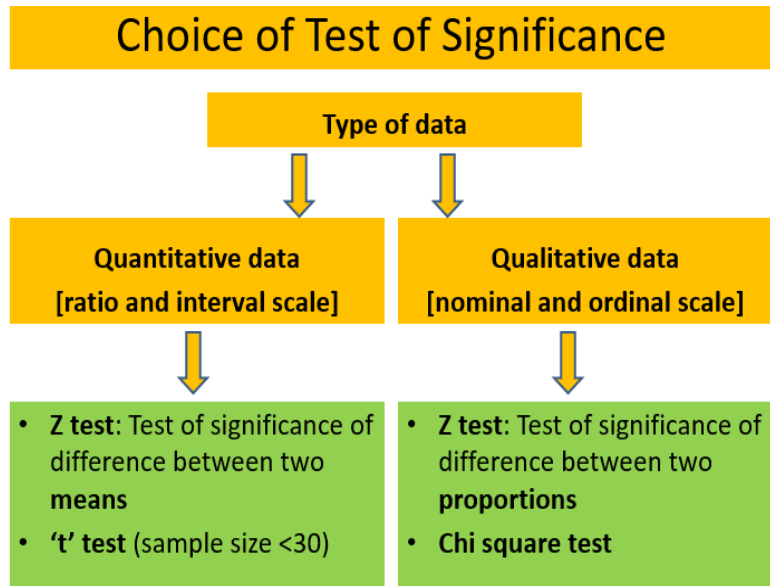 Choice of Test of Significance
Type of data
Quantitative data
[ratio and interval scale]
Qualitative data
[nominal and ordinal scale]
• Z test: Test of significance of
difference between two
means
• ‘t’ test (sample size <30)
• Z test: Test of significance of
difference between two
proportions
• Chi square test